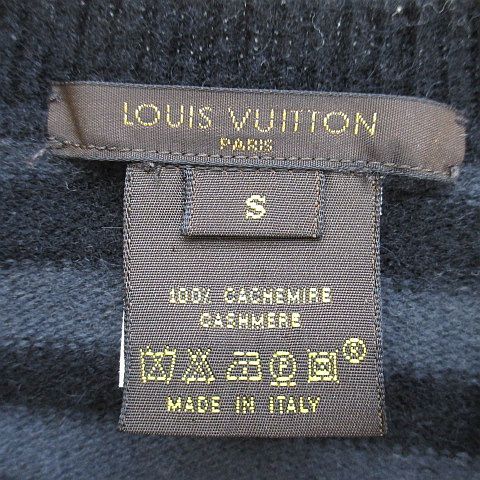 LOUIS VUITTON
PARIS
S
100% CACHEMIRE
CASHMERE
®
MADE IN ITALY